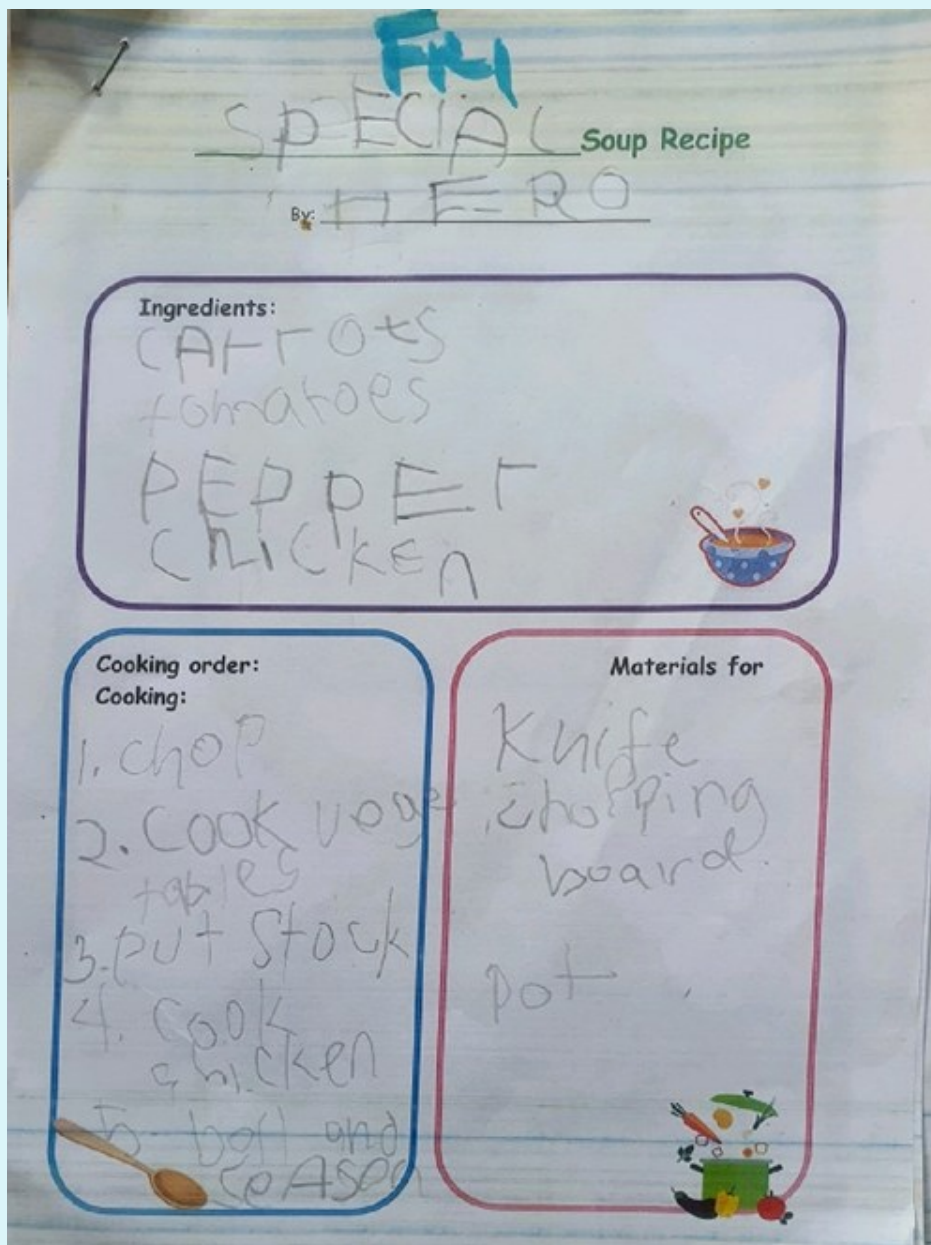 FRI
SPECIAL Soup Recipe
By: HERO
Ingredients:
CArrots
tomatoes
PEPPEr
chicKEn
Cooking order:
Cooking:
1. chop
2. Cook vege
tables
3. put Stock
4. cook
chicken
5- boil and
seASon
Materials for
Knife
chopping
board.
pot